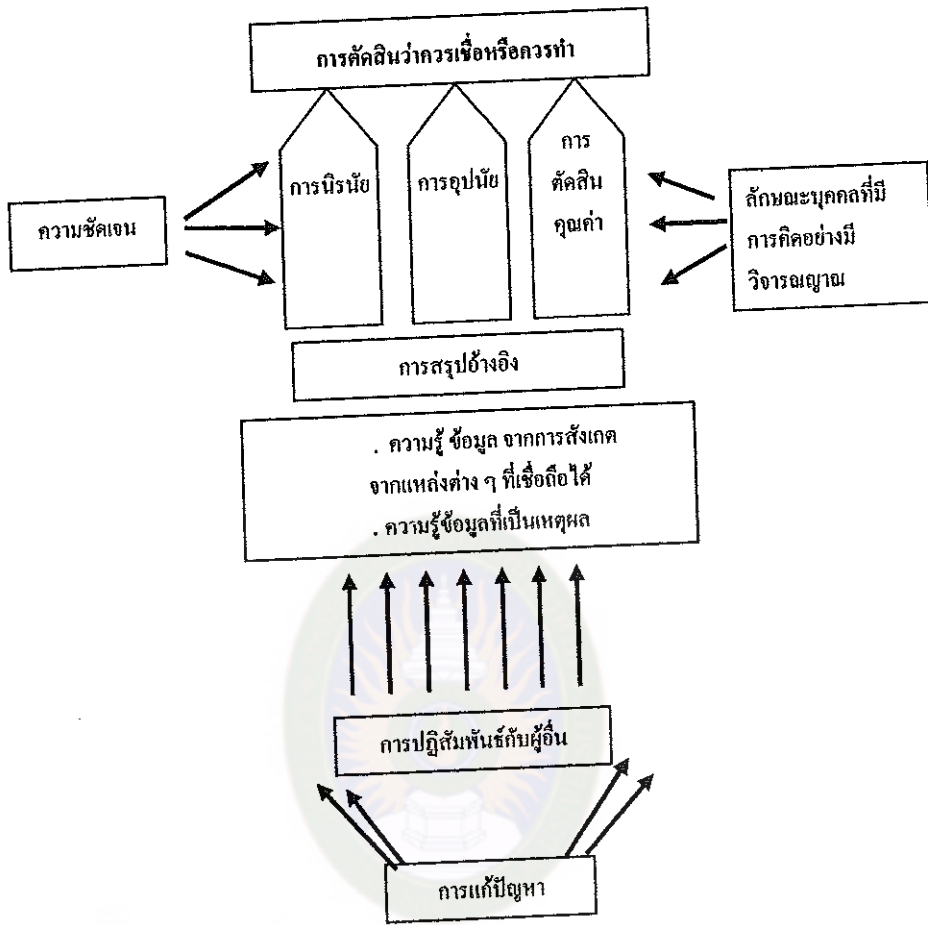 การตัดสินว่าควรเชื่อหรือควรทำ
การนิรนัย
การอุปนัย
การ
ตัดสิน
คุณค่า
ความชัดเจน
ลักษณะบุคคลที่มี
การคิดอย่างมี
วิจารณญาณ
การสรุปอ้างอิง
. ความรู้ ข้อมูล จากการสังเกต
จากแหล่งต่าง ๆ ที่เชื่อถือได้
. ความรู้ข้อมูลที่เป็นเหตุผล
การปฏิสัมพันธ์กับผู้อื่น
การแก้ปัญหา